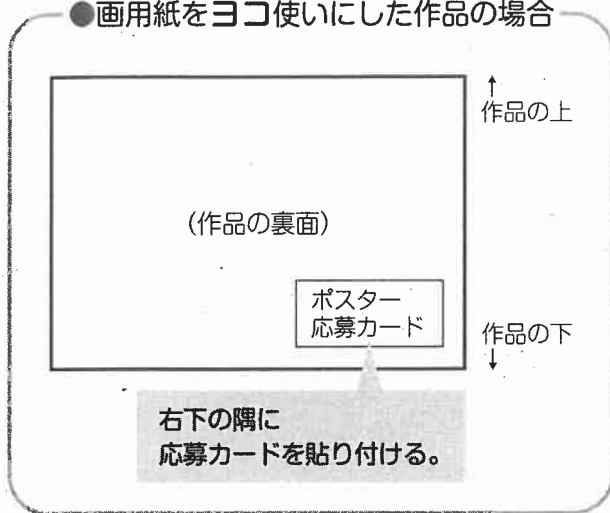 ●画用紙をヨコ使いにした作品の場合
↑
作品の上
(作品の裏面)
ポスター
応募カード
作品の下
↓
右下の隅に
応募カードを貼り付ける。